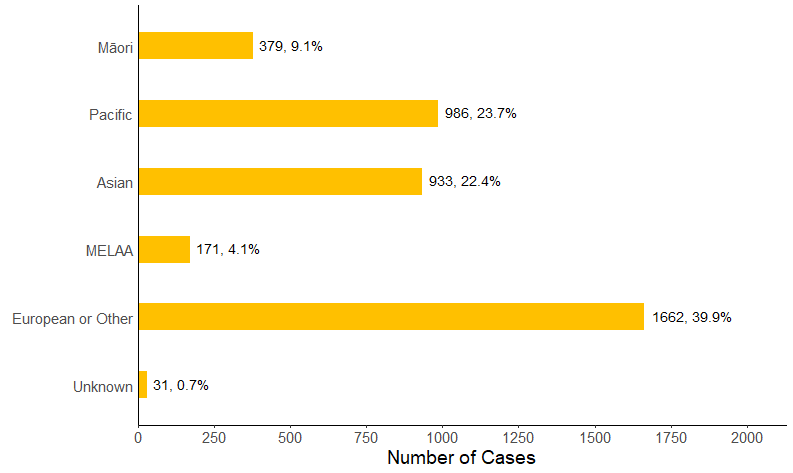 Māori 379, 9.1%
Pacific 986, 23.7%
Asian 933, 22.4%
MELAA 171, 4.1%
European or Other 1662, 39.9%
Unknown 31, 0.7%
0 250 500 750 1000 1250 1500 1750 2000
Number of Cases